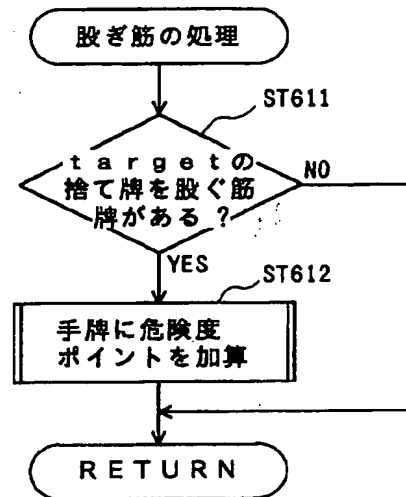 股ぎ筋の処理
ST611
targetの
捨て牌を股ぐ筋
牌がある?
NO
YES
ST612
手牌に危険度
ポイントを加算
RETURN